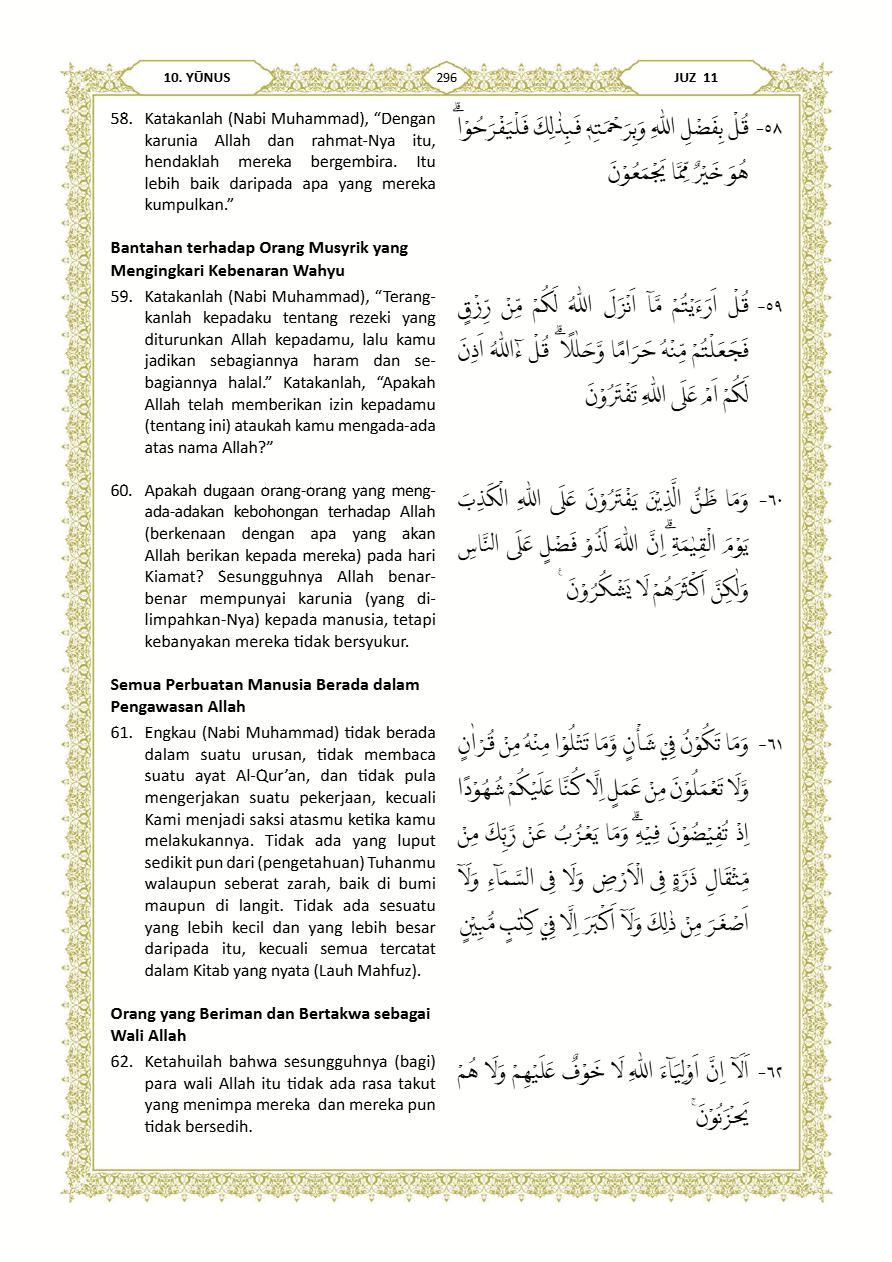 10. YŪNUS
296
JUZ 11
58. Katakanlah (Nabi Muhammad), “Dengan
karunia Allah dan rahmat-Nya itu,
hendaklah mereka bergembira. Itu
lebih baik daripada apa yang mereka
kumpulkan.”
٥٨- قُلْ بِفَضْلِ اللّٰهِ وَبِرَحْمَتِهٖ فَبِذٰلِكَ فَلْيَفْرَحُوْاۗ
هُوَ خَيْرٌ مِّمَّا يَجْمَعُوْنَ
Bantahan terhadap Orang Musyrik yang
Mengingkari Kebenaran Wahyu
59. Katakanlah (Nabi Muhammad), “Terang-
kanlah kepadaku tentang rezeki yang
diturunkan Allah kepadamu, lalu kamu
jadikan sebagiannya haram dan se-
bagiannya halal.” Katakanlah, “Apakah
Allah telah memberikan izin kepadamu
(tentang ini) ataukah kamu mengada-ada
atas nama Allah?”
٥٩- قُلْ اَرَءَيْتُمْ مَّآ اَنْزَلَ اللّٰهُ لَكُمْ مِّنْ رِّزْقٍ
فَجَعَلْتُمْ مِّنْهُ حَرَامًا وَّحَلٰلًاۗ قُلْ ءٰۤاللّٰهُ اَذِنَ
لَكُمْ اَمْ عَلَى اللّٰهِ تَفْتَرُوْنَ
60. Apakah dugaan orang-orang yang meng-
ada-adakan kebohongan terhadap Allah
(berkenaan dengan apa yang akan
Allah berikan kepada mereka) pada hari
Kiamat? Sesungguhnya Allah benar-
benar mempunyai karunia (yang di-
limpahkan-Nya) kepada manusia, tetapi
kebanyakan mereka tidak bersyukur.
٦٠- وَمَا ظَنُّ الَّذِيْنَ يَفْتَرُوْنَ عَلَى اللّٰهِ الْكَذِبَ
يَوْمَ الْقِيٰمَةِۗ اِنَّ اللّٰهَ لَذُوْ فَضْلٍ عَلَى النَّاسِ
وَلٰكِنَّ اَكْثَرَهُمْ لَا يَشْكُرُوْنَ ࣖ
Semua Perbuatan Manusia Berada dalam
Pengawasan Allah
61. Engkau (Nabi Muhammad) tidak berada
dalam suatu urusan, tidak membaca
suatu ayat Al-Qur’an, dan tidak pula
mengerjakan suatu pekerjaan, kecuali
Kami menjadi saksi atasmu ketika kamu
melakukannya. Tidak ada yang luput
sedikit pun dari (pengetahuan) Tuhanmu
walaupun seberat zarah, baik di bumi
maupun di langit. Tidak ada sesuatu
yang lebih kecil dan yang lebih besar
daripada itu, kecuali semua tercatat
dalam Kitab yang nyata (Lauh Mahfuz).
٦١- وَمَا تَكُوْنُ فِيْ شَأْنٍ وَّمَا تَتْلُوْا مِنْهُ مِنْ قُرْاٰنٍ
وَّلَا تَعْمَلُوْنَ مِنْ عَمَلٍ اِلَّا كُنَّا عَلَيْكُمْ شُهُوْدًا
اِذْ تُفِيْضُوْنَ فِيْهِۗ وَمَا يَعْزُبُ عَنْ رَّبِّكَ مِنْ
مِّثْقَالِ ذَرَّةٍ فِى الْاَرْضِ وَلَا فِى السَّمَاۤءِ وَلَآ
اَصْغَرَ مِنْ ذٰلِكَ وَلَآ اَكْبَرَ اِلَّا فِيْ كِتٰبٍ مُّبِيْنٍ
Orang yang Beriman dan Bertakwa sebagai
Wali Allah
62. Ketahuilah bahwa sesungguhnya (bagi)
para wali Allah itu tidak ada rasa takut
yang menimpa mereka dan mereka pun
tidak bersedih.
٦٢- اَلَآ اِنَّ اَوْلِيَاۤءَ اللّٰهِ لَا خَوْفٌ عَلَيْهِمْ وَلَا هُمْ
يَحْزَنُوْنَۚ